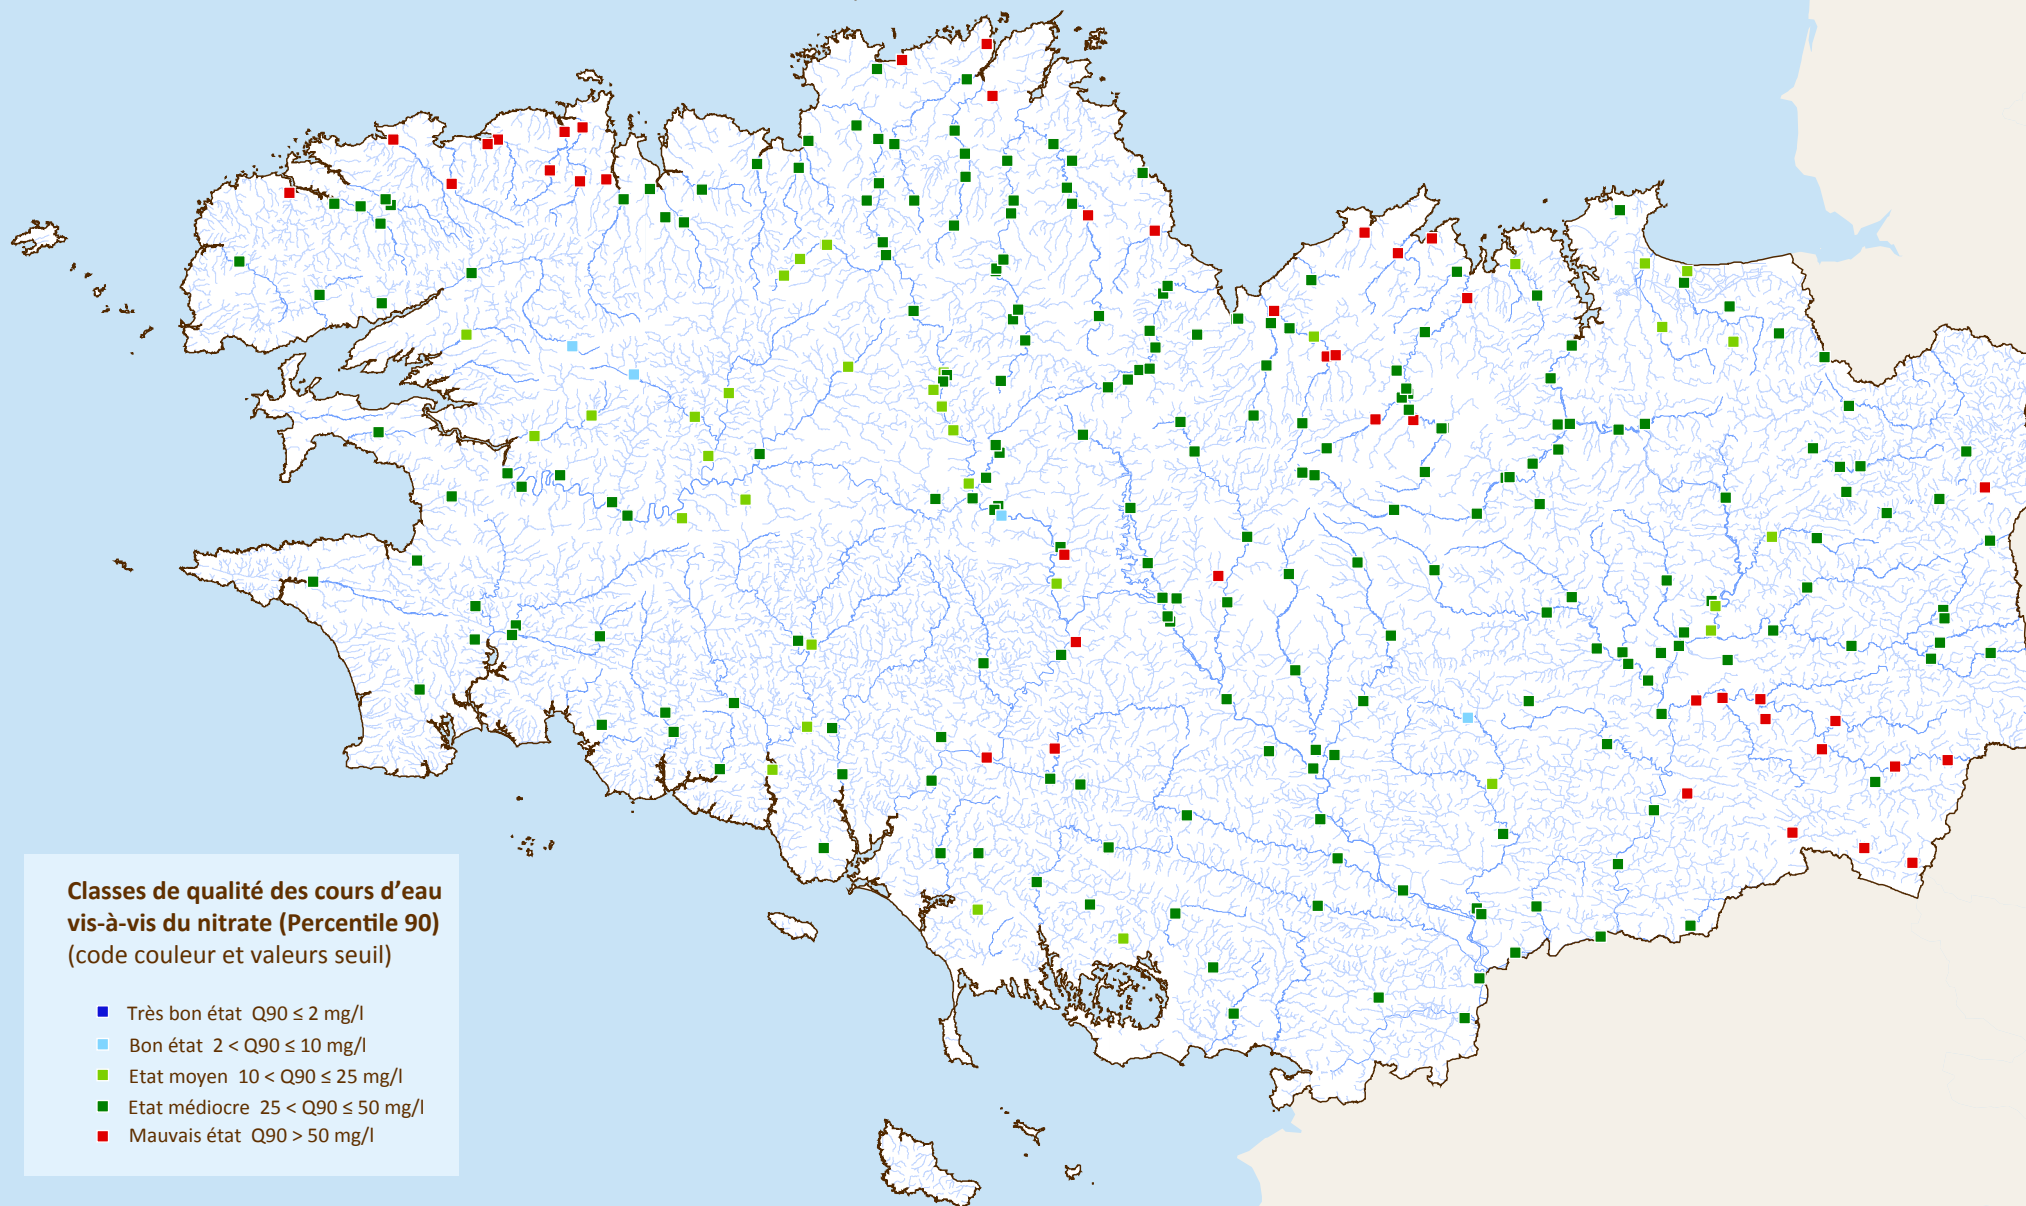 Classes de qualité des cours d’eau
vis-à-vis du nitrate (Percentile 90)
(code couleur et valeurs seuil)
Très bon état  Q90 ≤ 2 mg/l
Bon état  2 < Q90 ≤ 10 mg/l
Etat moyen  10 < Q90 ≤ 25 mg/l
Etat médiocre  25 < Q90 ≤ 50 mg/l
Mauvais état  Q90 > 50 mg/l